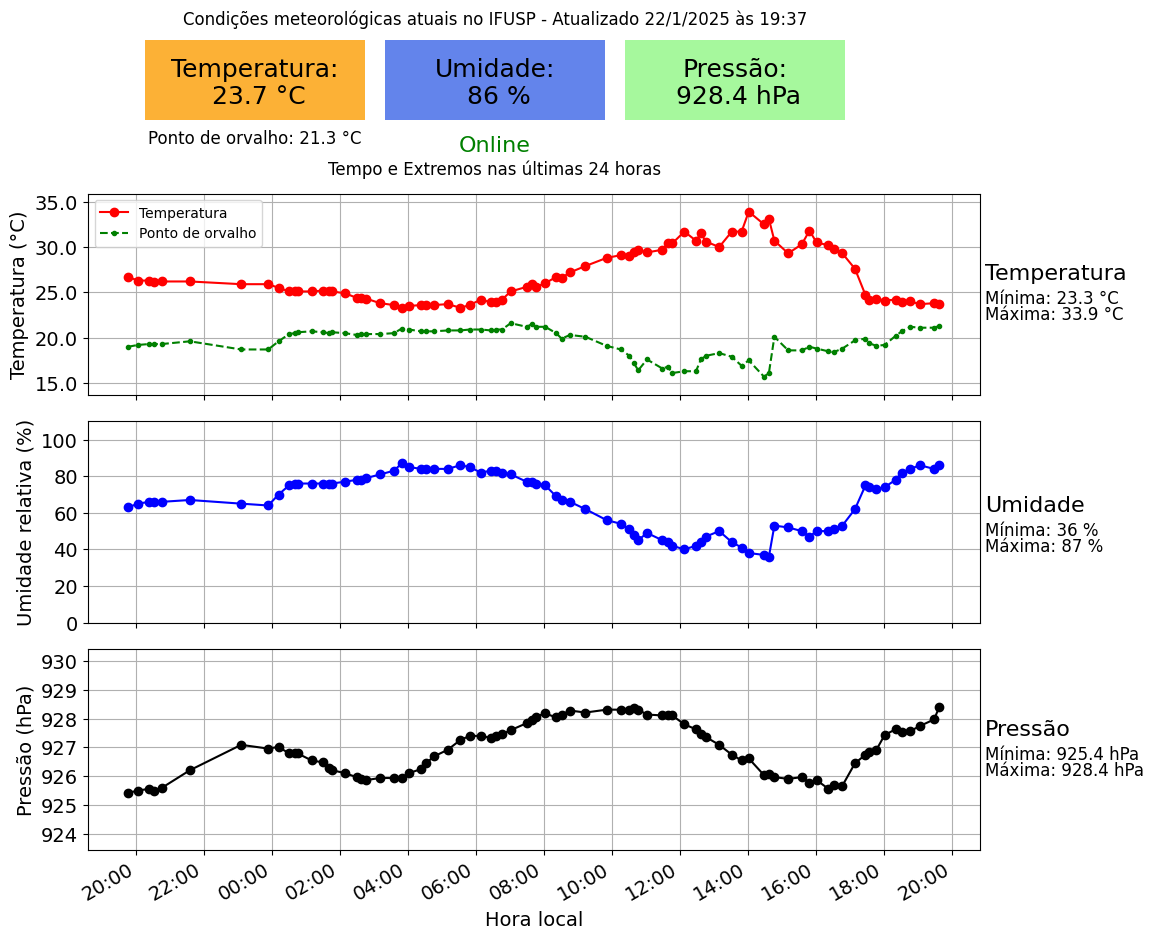 Condições meteorológicas atuais no IFUSP - Atualizado 22/1/2025 às 19:37
Temperatura:
23.7 °C
Umidade:
86 %
Pressão:
928.4 hPa
Ponto de orvalho: 21.3 °C
Online
Tempo e Extremos nas últimas 24 horas
Temperatura (°C)
35.0
30.0
25.0
20.0
15.0
Temperatura
Ponto de orvalho
Temperatura
Mínima: 23.3 °C
Máxima: 33.9 °C
Umidade relativa (%)
100
80
60
40
20
0
Umidade
Mínima: 36 %
Máxima: 87 %
Pressão (hPa)
930
929
928
927
926
925
924
Pressão
Mínima: 925.4 hPa
Máxima: 928.4 hPa
20:00 22:00 00:00 02:00 04:00 06:00 08:00 10:00 12:00 14:00 16:00 18:00 20:00
Hora local